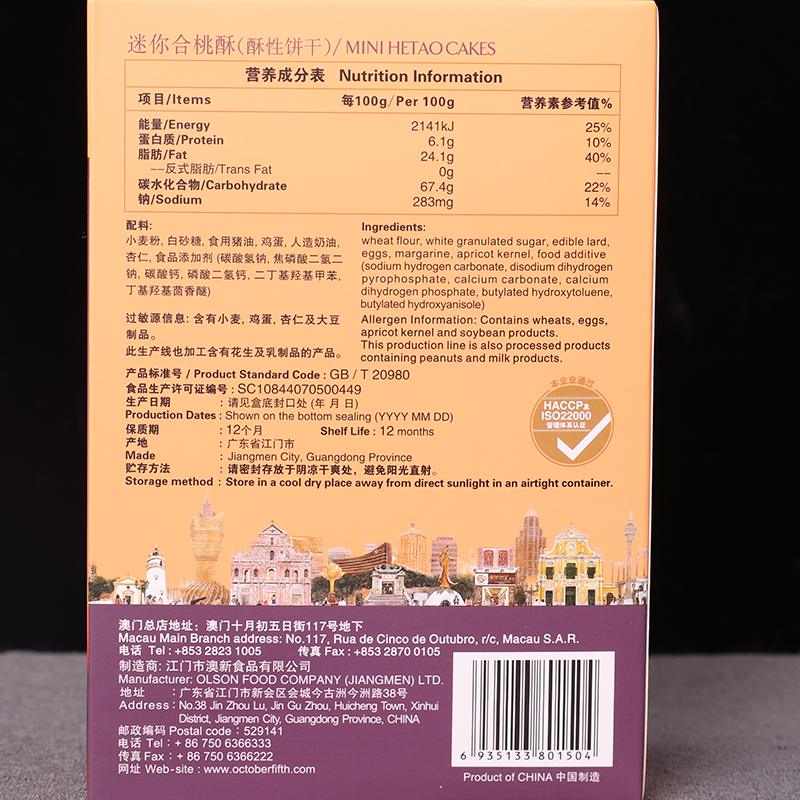 迷你合桃酥(酥性饼干)/ MINI HETAO CAKES
营养成分表 Nutrition Information
项目/Items 每100g/Per 100g 营养素参考值%
能量/Energy 2141kJ 25%
蛋白质/Protein 6.1g 10%
脂肪/Fat 24.1g 40%
--反式脂肪/Trans Fat 0g --
碳水化合物/Carbohydrate 67.4g 22%
钠/Sodium 283mg 14%
配料:
小麦粉, 白砂糖, 食用猪油, 鸡蛋, 人造奶油,
杏仁, 食品添加剂 (碳酸氢钠, 焦磷酸二氢二
钠, 碳酸钙, 磷酸二氢钙, 二丁基羟基甲苯,
丁基羟基茴香醚)
过敏源信息: 含有小麦, 鸡蛋, 杏仁及大豆
制品。
此生产线也加工含有花生及乳制品的产品。
Ingredients:
wheat flour, white granulated sugar, edible lard,
eggs, margarine, apricot kernel, food additive
(sodium hydrogen carbonate, disodium dihydrogen
pyrophosphate, calcium carbonate, calcium
dihydrogen phosphate, butylated hydroxytoluene,
butylated hydroxyanisole)
Allergen Information: Contains wheats, eggs,
apricot kernel and soybean products.
This production line is also processed products
containing peanuts and milk products.
产品标准号 / Product Standard Code : GB / T 20980
食品生产许可证编号 : SC10844070500449
生产日期 : 请见盒底封口处 (年 月 日)
Production Dates : Shown on the bottom sealing (YYYY MM DD)
保质期 : 12个月 Shelf Life : 12 months
产地 : 广东省江门市
Made : Jiangmen City, Guangdong Province
贮存方法 : 请密封存放于阴凉干爽处, 避免阳光直射。
Storage method : Store in a cool dry place away from direct sunlight in an airtight container.
本企业通过
HACCP及
ISO22000
管理体系认证
澳门总店地址: 澳门十月初五日街117号地下
Macau Main Branch address: No.117, Rua de Cinco de Outubro, r/c, Macau S.A.R.
电话 Tel : +853 2823 1005 传真 Fax : +853 2870 0105
制造商: 江门市澳新食品有限公司
Manufacturer: OLSON FOOD COMPANY (JIANGMEN) LTD.
地址 : 广东省江门市新会区会城今古洲今洲路38号
Address : No.38 Jin Zhou Lu, Jin Gu Zhou, Huicheng Town, Xinhui
District, Jiangmen City, Guangdong Province, CHINA
邮政编码 Postal code : 529141
电话 Tel : + 86 750 6366333
传真 Fax : + 86 750 6366222
网址 Web-site : www.octoberfifth.com
6 935133 801504
Product of CHINA 中国制造